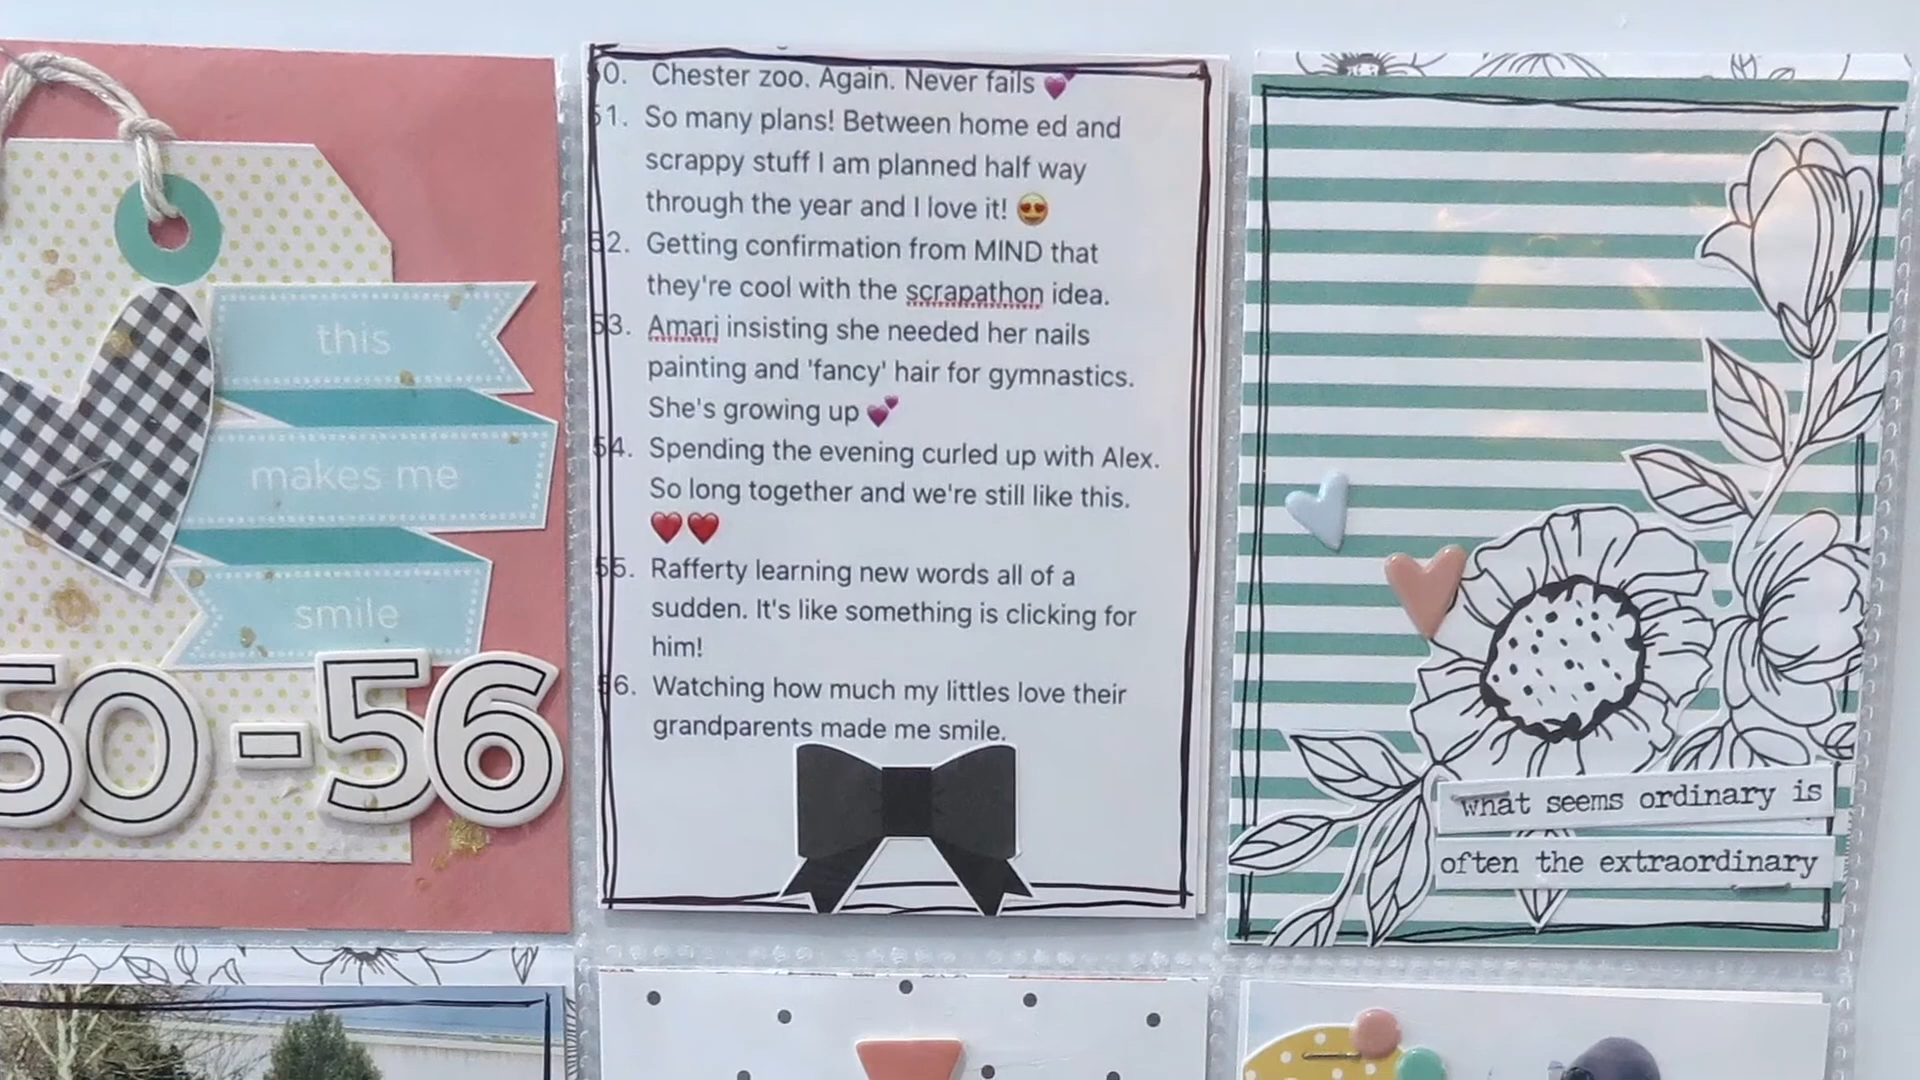 this
makes me
smile
50-56
50. Chester zoo. Again. Never fails 💕
51. So many plans! Between home ed and
scrappy stuff I am planned half way
through the year and I love it! 😍
52. Getting confirmation from MIND that
they're cool with the scrapathon idea.
53. Amari insisting she needed her nails
painting and 'fancy' hair for gymnastics.
She's growing up 💕
54. Spending the evening curled up with Alex.
So long together and we're still like this.
❤️❤️
55. Rafferty learning new words all of a
sudden. It's like something is clicking for
him!
56. Watching how much my littles love their
grandparents made me smile.
what seems ordinary is
often the extraordinary